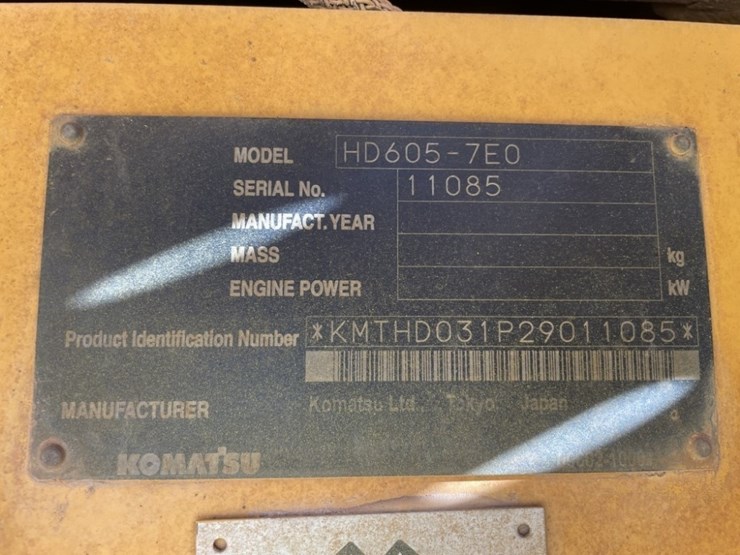 MODEL HD605-7E0
SERIAL No. 11085
MANUFACT. YEAR
MASS kg
ENGINE POWER kW
Product Identification Number *KMTHD031P29011085*
MANUFACTURER Komatsu Ltd., Tokyo Japan
KOMATSU